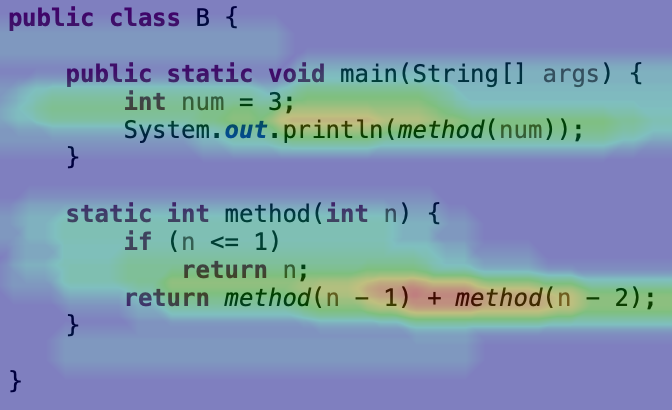 public class B {
public static void main(String[] args) {
int num = 3;
System.out.println(method(num));
}
static int method(int n) {
if (n <= 1)
return n;
return method(n - 1) + method(n - 2);
}
}